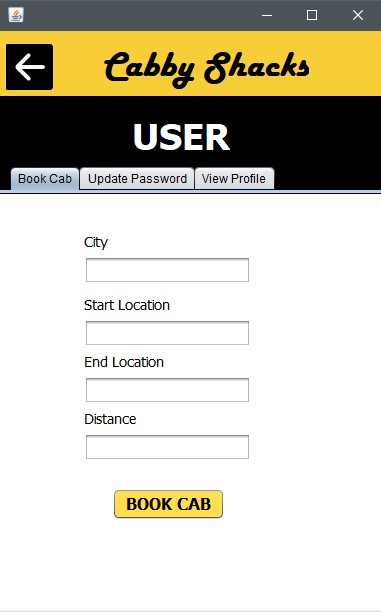 Cabby Shacks
USER
Book Cab Update Password View Profile
City
Start Location
End Location
Distance
BOOK CAB